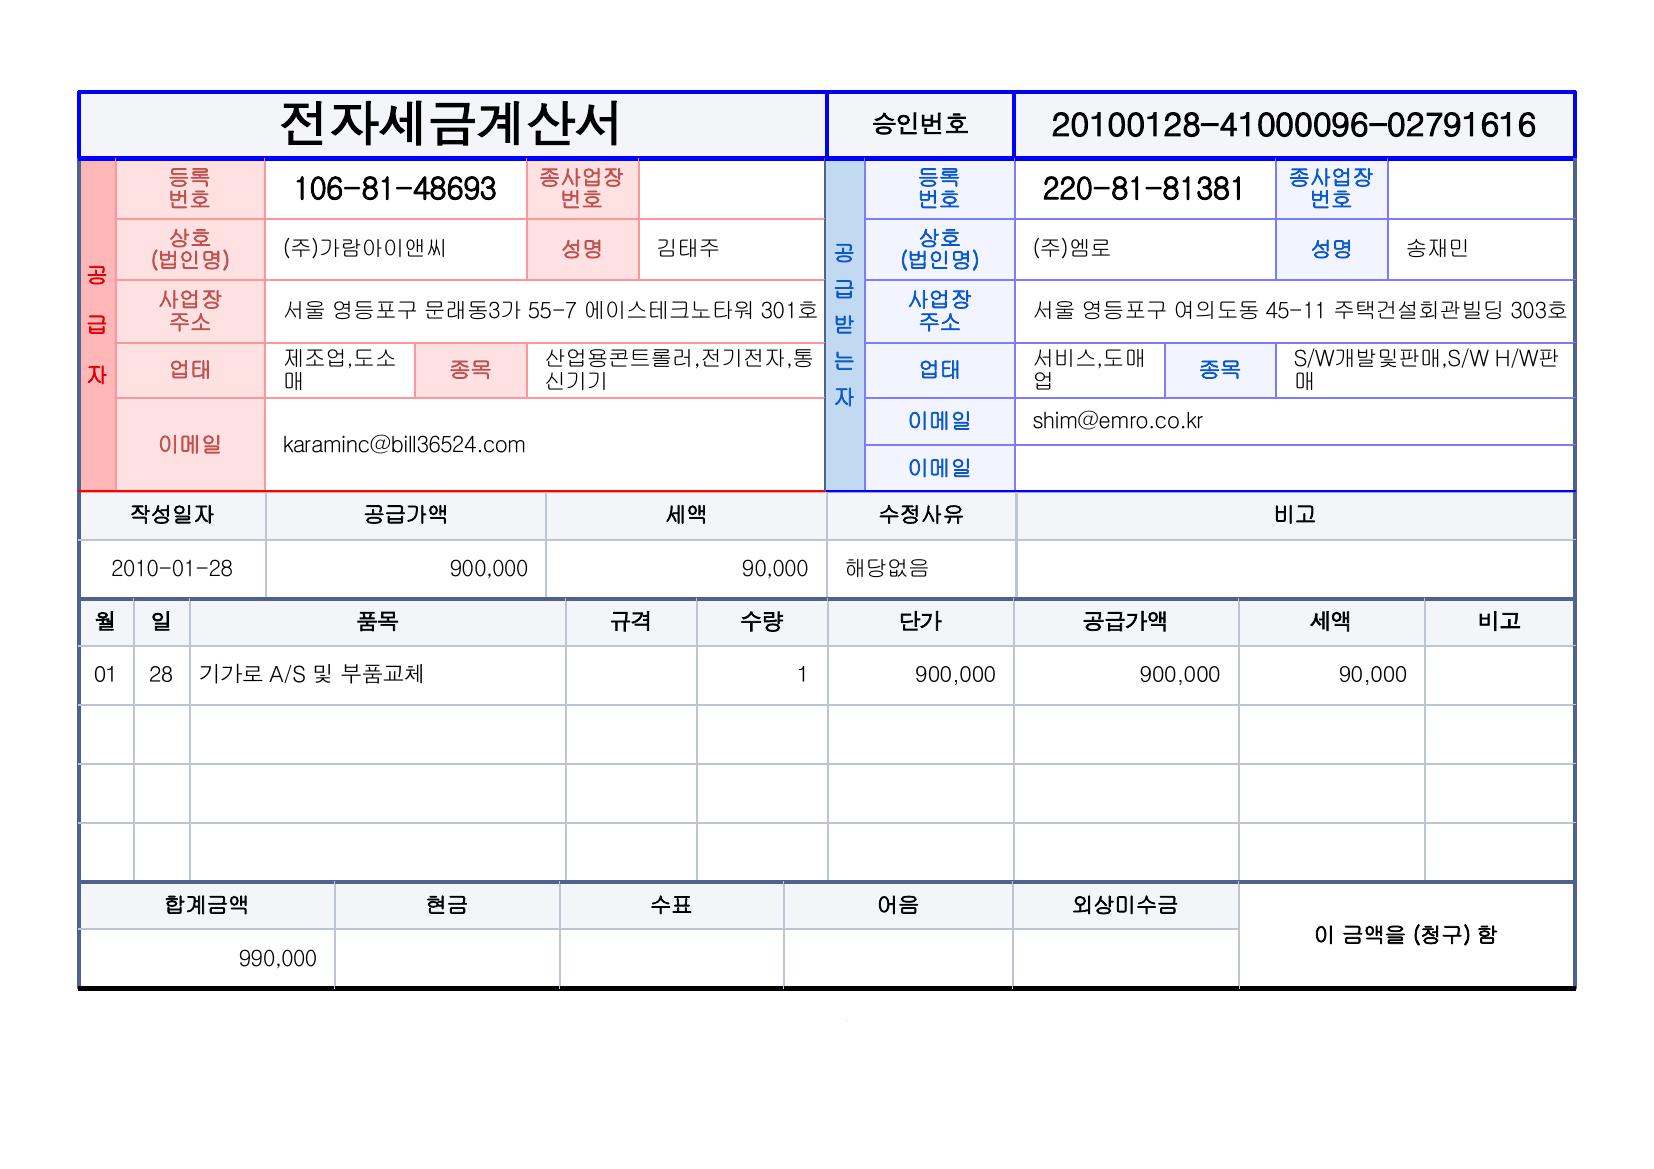 전자세금계산서 승인번호 20100128-41000096-02791616
공급자
등록번호 106-81-48693 종사업장번호
상호(법인명) (주)가람아이앤씨 성명 김태주
사업장주소 서울 영등포구 문래동3가 55-7 에이스테크노타워 301호
업태 제조업,도소매 종목 산업용콘트롤러,전기전자,통신기기
이메일 karaminc@bill36524.com
공급받는자
등록번호 220-81-81381 종사업장번호
상호(법인명) (주)엠로 성명 송재민
사업장주소 서울 영등포구 여의도동 45-11 주택건설회관빌딩 303호
업태 서비스,도매업 종목 S/W개발및판매,S/W H/W판매
이메일 shim@emro.co.kr
이메일
작성일자 공급가액 세액 수정사유 비고
2010-01-28 900,000 90,000 해당없음
월 일 품목 규격 수량 단가 공급가액 세액 비고
01 28 기가로 A/S 및 부품교체 1 900,000 900,000 90,000
합계금액 현금 수표 어음 외상미수금 이 금액을 (청구) 함
990,000